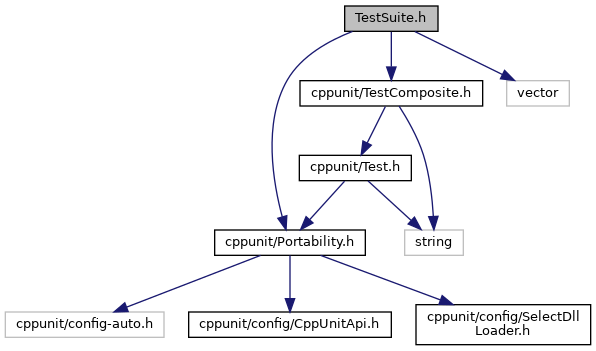 TestSuite.h
cppunit/TestComposite.h
vector
cppunit/Test.h
cppunit/Portability.h
string
cppunit/config-auto.h
cppunit/config/CppUnitApi.h
cppunit/config/SelectDll
Loader.h